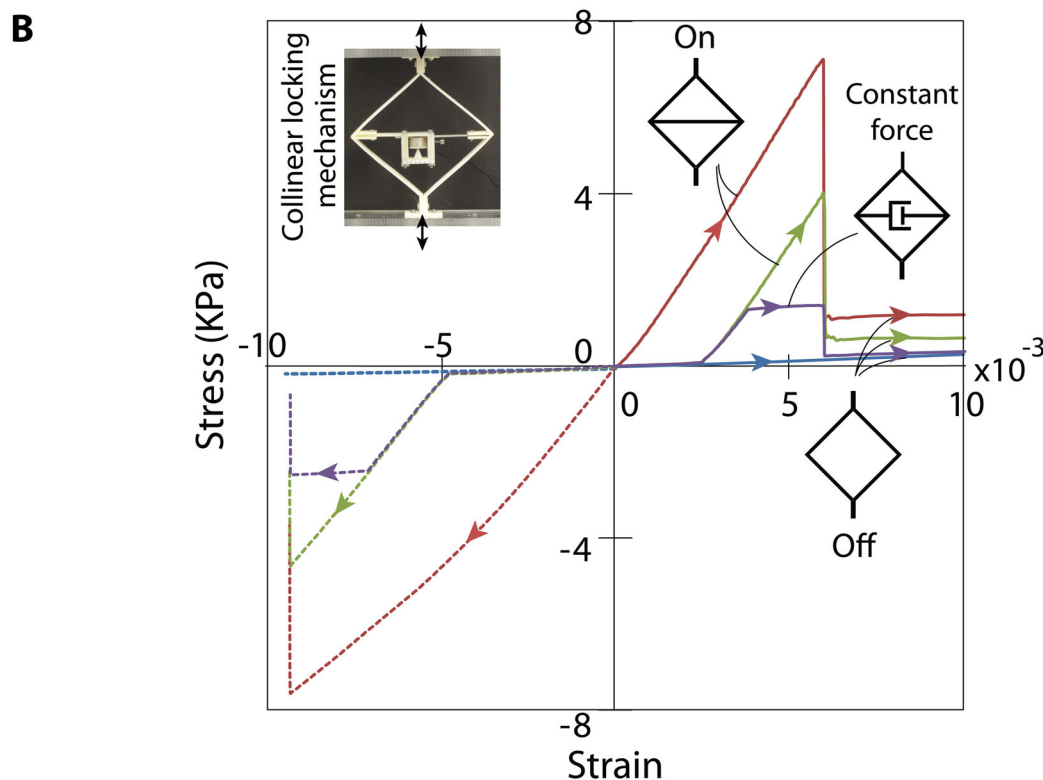 B
Collinear locking
mechanism
8
On
Constant
force
4
Stress (KPa)
-10
-5
0
0
5
10
x10
-3
Off
-4
-8
Strain